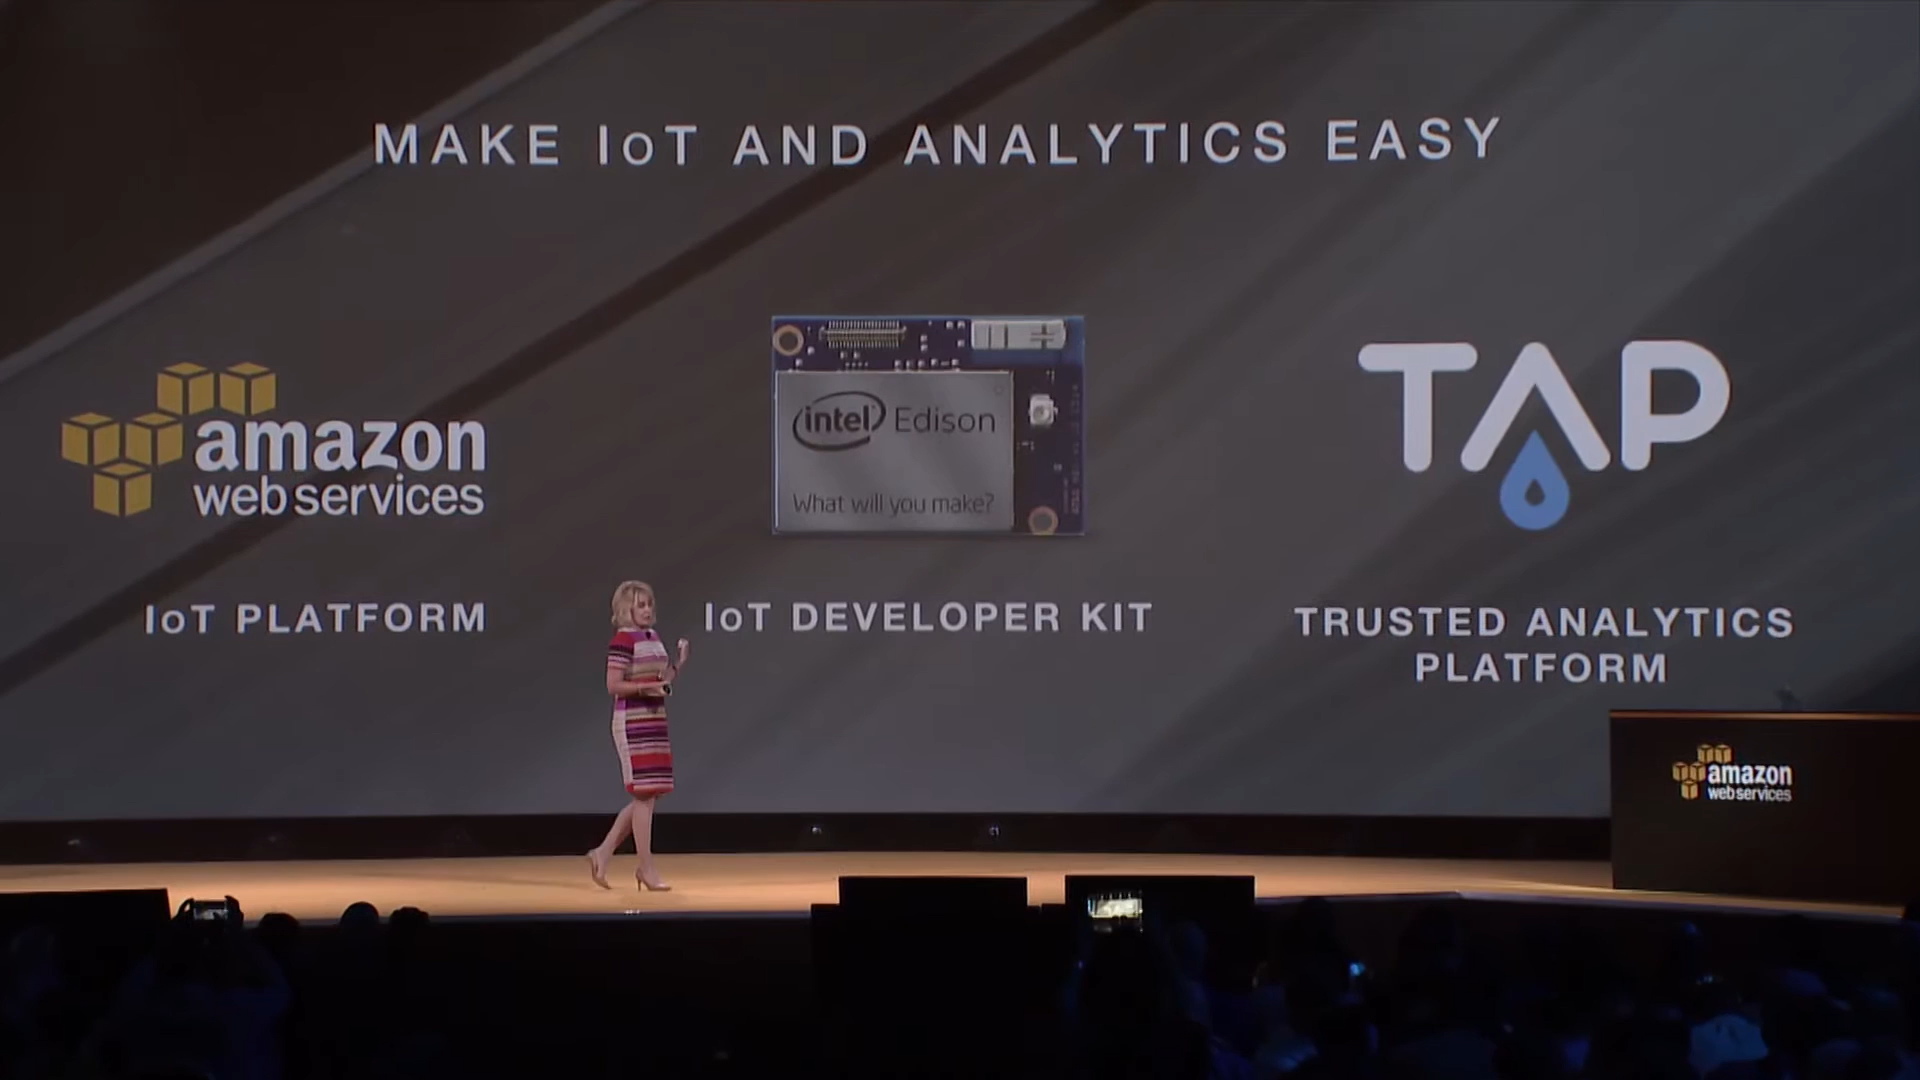 MAKE IoT AND ANALYTICS EASY
amazon
web services
IoT PLATFORM
intel Edison
What will you make?
IoT DEVELOPER KIT
TAP
TRUSTED ANALYTICS
PLATFORM
amazon
web services